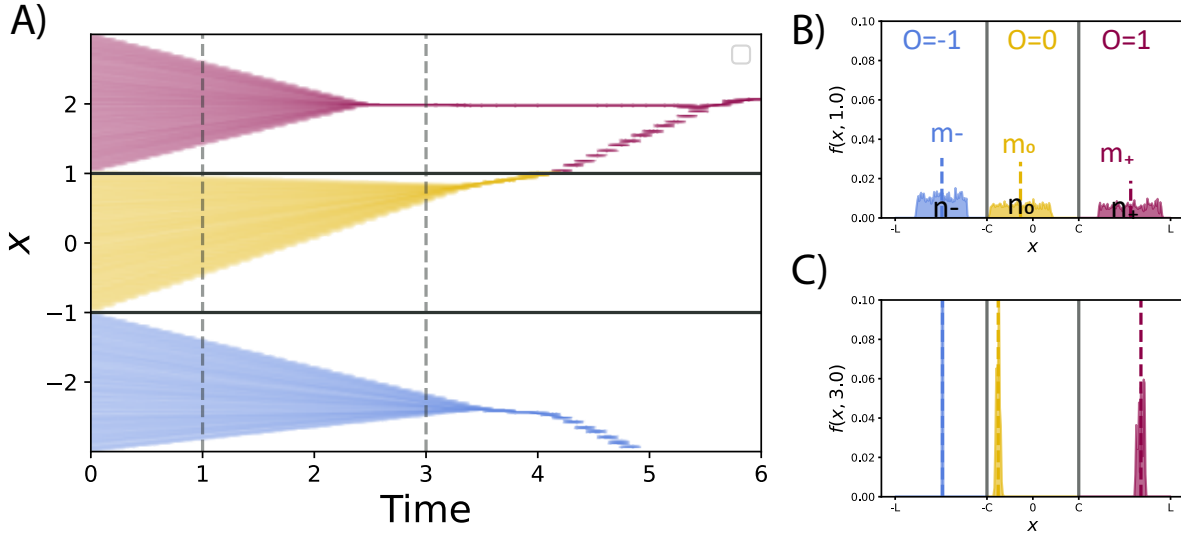 A)
2
1
0
−1
−2
x
0
1
2
3
4
5
6
Time
B)
0.10
0.08
0.06
0.04
0.02
0.00
f(x, 1.0)
O=-1
O=0
O=1
m-
m₀
m₊
n-
n₀
n₊
-L
-C
0
C
L
x
C)
0.10
0.08
0.06
0.04
0.02
0.00
f(x, 3.0)
-L
-C
0
C
L
x